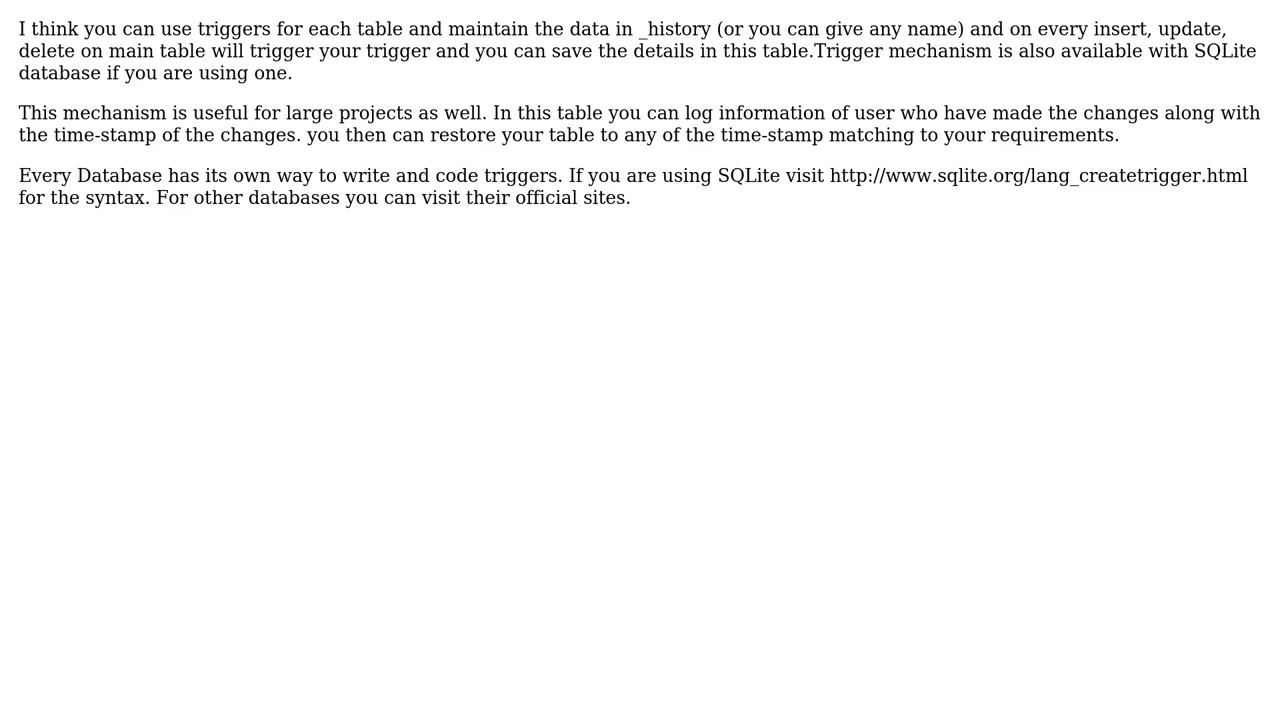 I think you can use triggers for each table and maintain the data in _history (or you can give any name) and on every insert, update,
delete on main table will trigger your trigger and you can save the details in this table.Trigger mechanism is also available with SQLite
database if you are using one.
This mechanism is useful for large projects as well. In this table you can log information of user who have made the changes along with
the time-stamp of the changes. you then can restore your table to any of the time-stamp matching to your requirements.
Every Database has its own way to write and code triggers. If you are using SQLite visit http://www.sqlite.org/lang_createtrigger.html
for the syntax. For other databases you can visit their official sites.